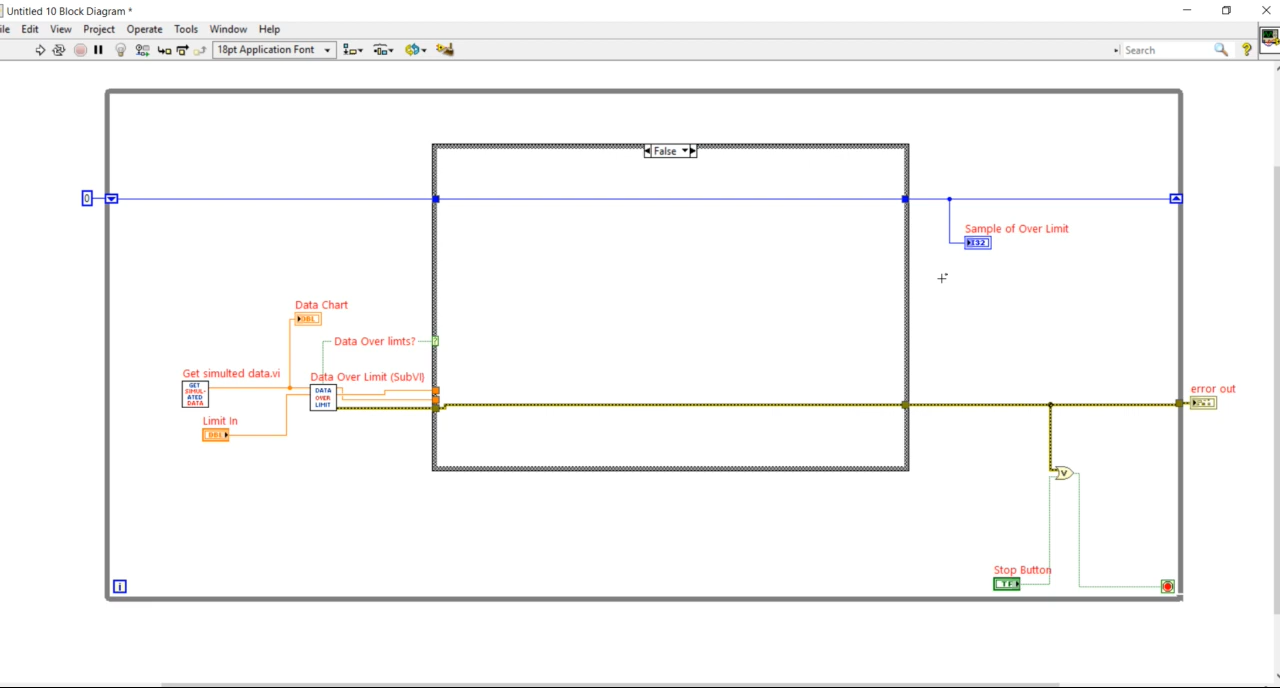 Untitled 10 Block Diagram *
ile Edit View Project Operate Tools Window Help
18pt Application Font
Search
?
False
0
Sample of Over Limit
I32
Data Chart
DBL
Data Over limts?
?
Get simulted data.vi
Data Over Limit (SubVI)
GET
SIMUL-
ATED
DATA
DATA
OVER
LIMIT
error out
Limit In
DBL
V
Stop Button
TF
i